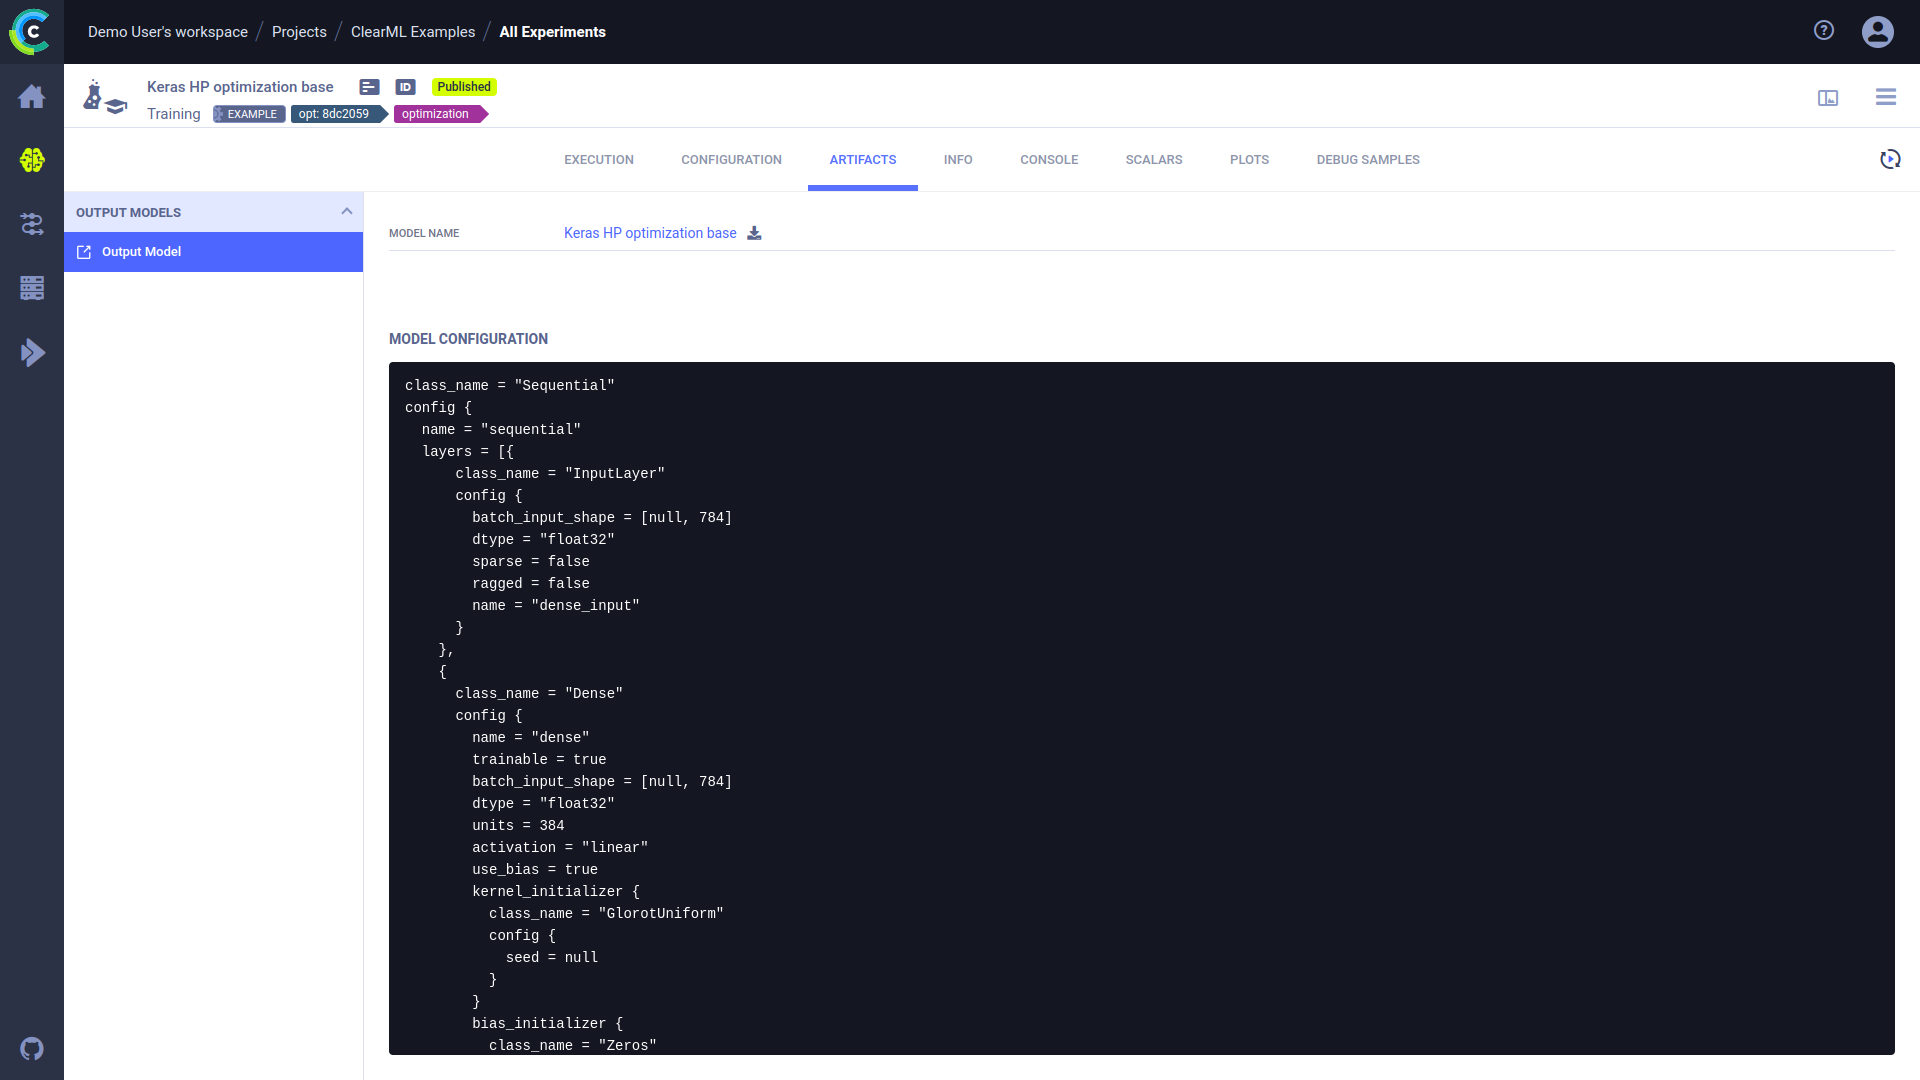 Demo User's workspace / Projects / ClearML Examples / All Experiments
Keras HP optimization base ID Published
Training EXAMPLE opt: 8dc2059 optimization
EXECUTION CONFIGURATION ARTIFACTS INFO CONSOLE SCALARS PLOTS DEBUG SAMPLES
OUTPUT MODELS
Output Model
MODEL NAME Keras HP optimization base
MODEL CONFIGURATION
class_name = "Sequential"
config {
  name = "sequential"
  layers = [{
      class_name = "InputLayer"
      config {
        batch_input_shape = [null, 784]
        dtype = "float32"
        sparse = false
        ragged = false
        name = "dense_input"
      }
    },
    {
      class_name = "Dense"
      config {
        name = "dense"
        trainable = true
        batch_input_shape = [null, 784]
        dtype = "float32"
        units = 384
        activation = "linear"
        use_bias = true
        kernel_initializer {
          class_name = "GlorotUniform"
          config {
            seed = null
          }
        }
        bias_initializer {
          class_name = "Zeros"